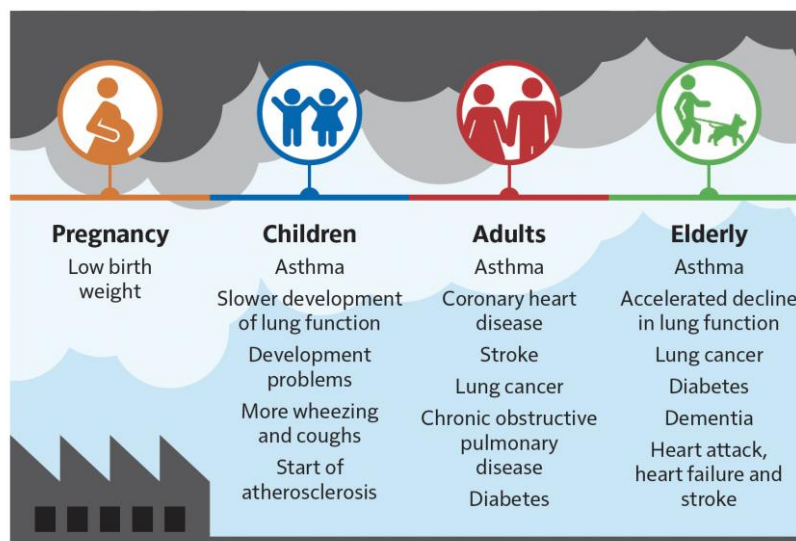 Pregnancy
Low birth
weight
Children
Asthma
Slower development
of lung function
Development
problems
More wheezing
and coughs
Start of
atherosclerosis
Adults
Asthma
Coronary heart
disease
Stroke
Lung cancer
Chronic obstructive
pulmonary
disease
Diabetes
Elderly
Asthma
Accelerated decline
in lung function
Lung cancer
Diabetes
Dementia
Heart attack,
heart failure and
stroke